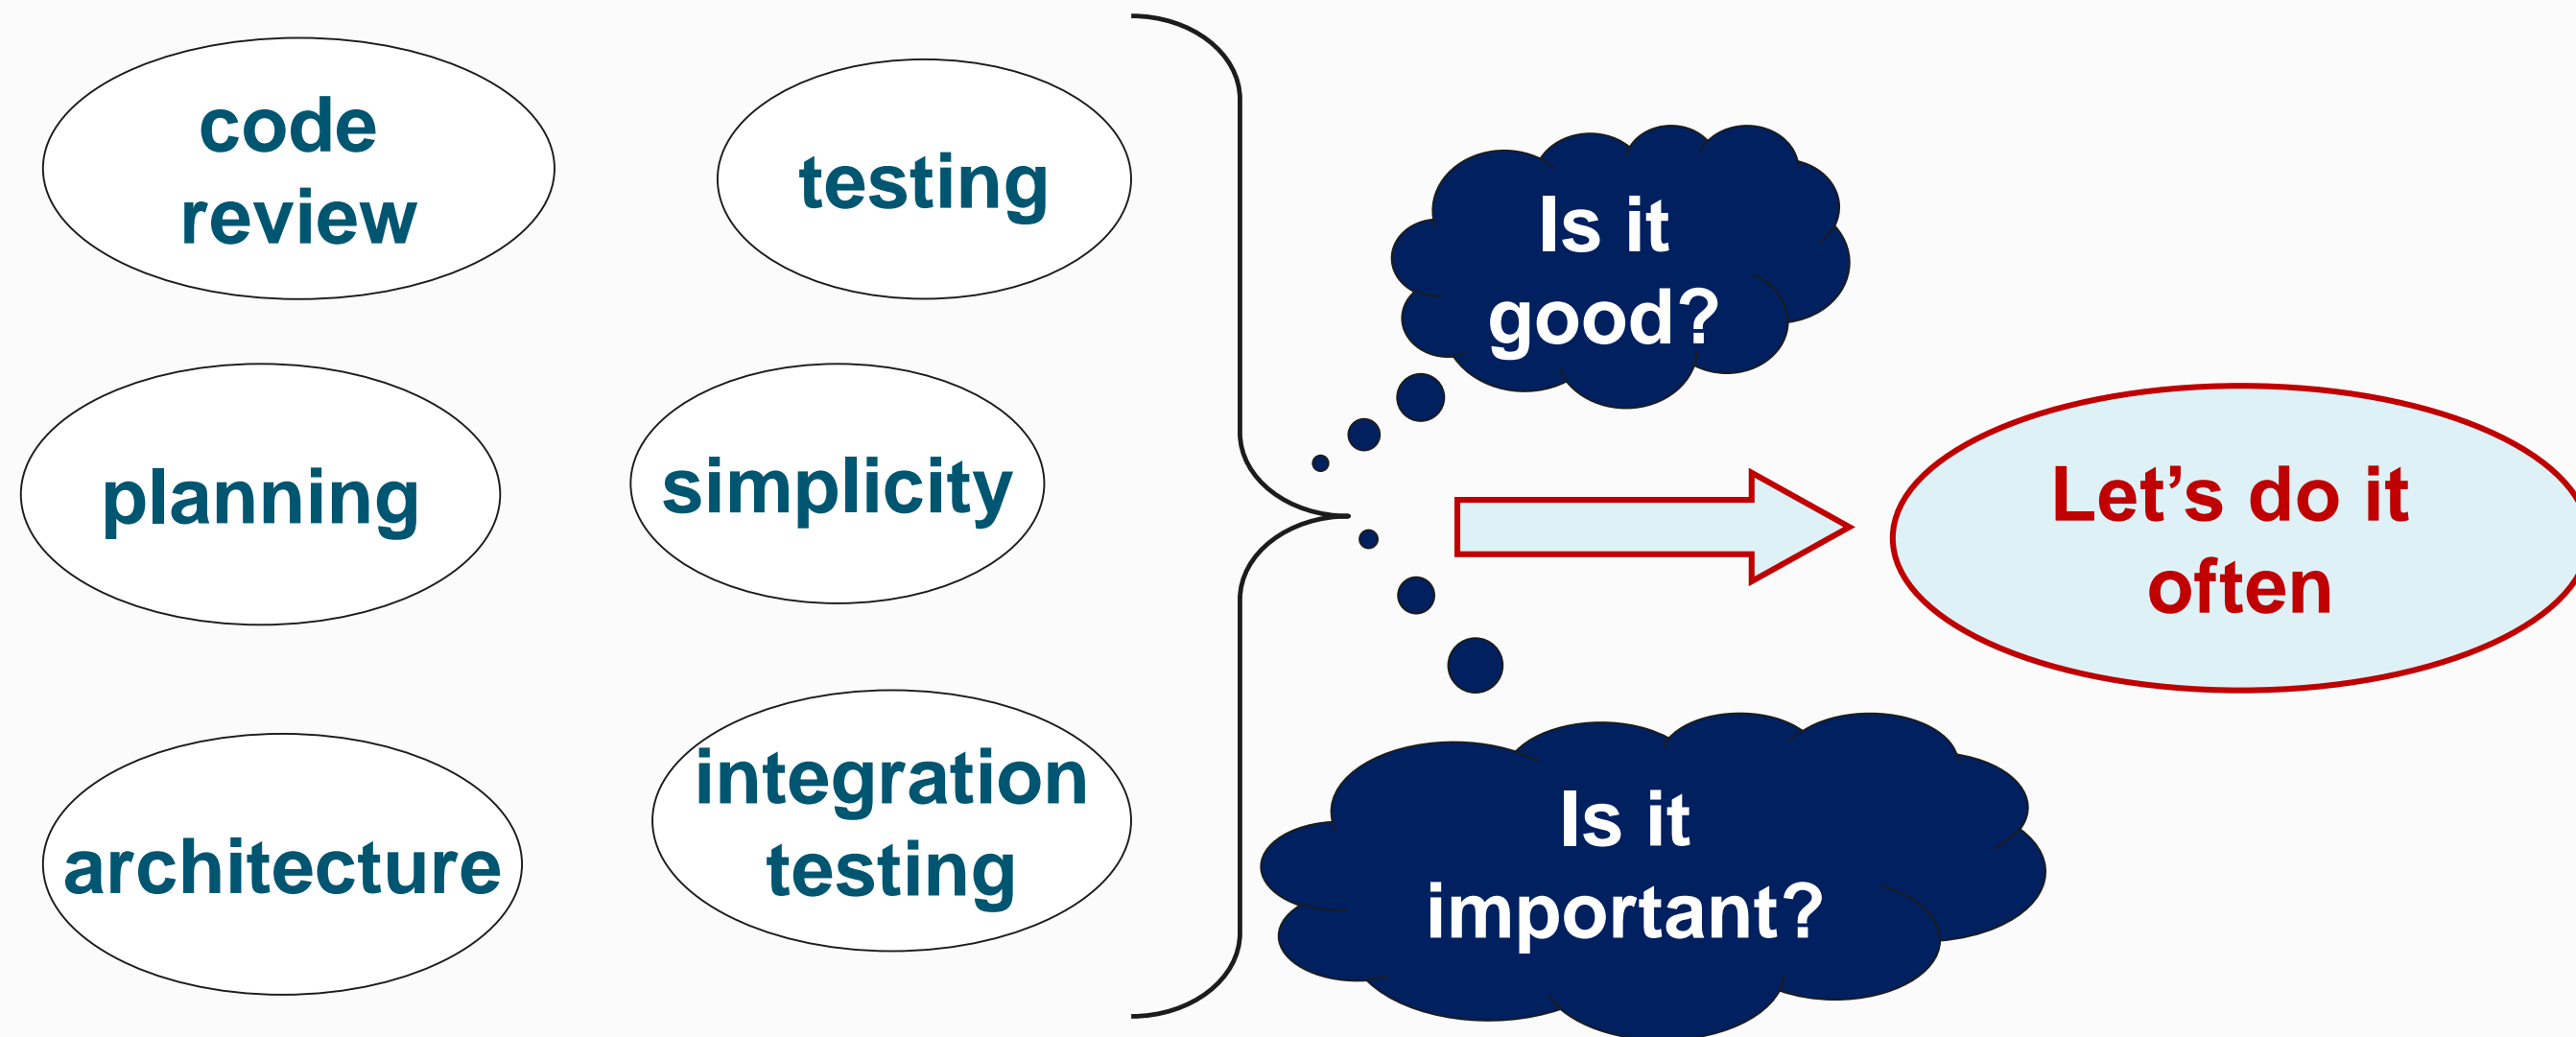 code
review
testing
planning
simplicity
architecture
integration
testing
Is it
good?
Let’s do it
often
Is it
important?